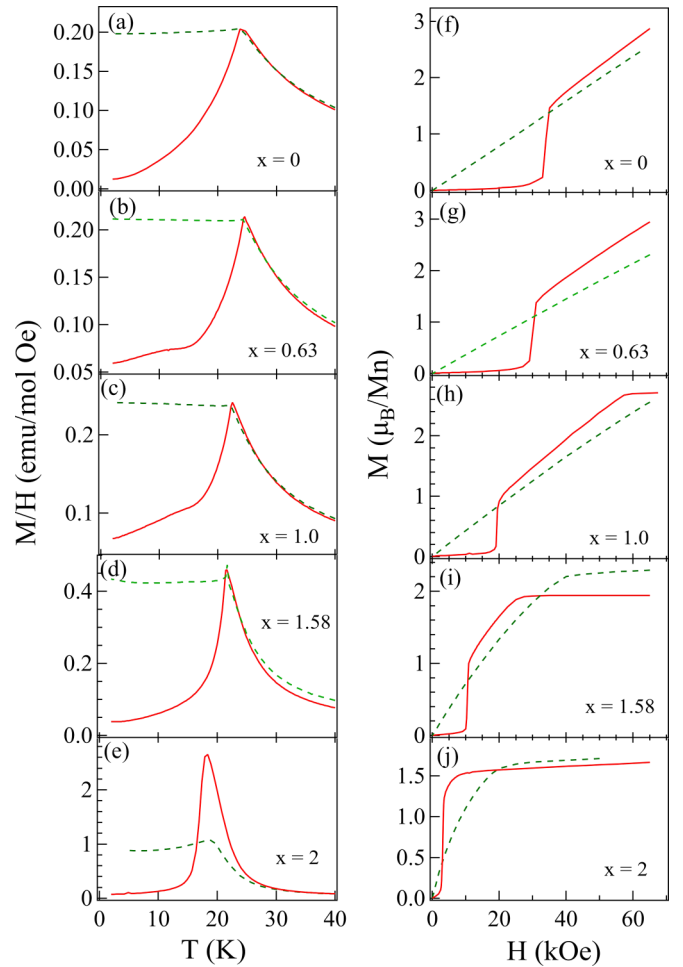 (a)
0.20
0.15
0.10
0.05
0.00
x = 0
(b)
0.20
0.15
0.10
0.05
x = 0.63
(c)
0.2
0.1
x = 1.0
(d)
0.4
0.2
0.0
x = 1.58
(e)
2
1
0
x = 2
0
10
20
30
40
T (K)
M/H (emu/mol Oe)
(f)
3
2
1
0
x = 0
(g)
3
2
1
0
x = 0.63
(h)
2
1
0
x = 1.0
(i)
2
1
0
x = 1.58
(j)
1.5
1.0
0.5
0.0
x = 2
0
20
40
60
H (kOe)
M (μB/Mn)